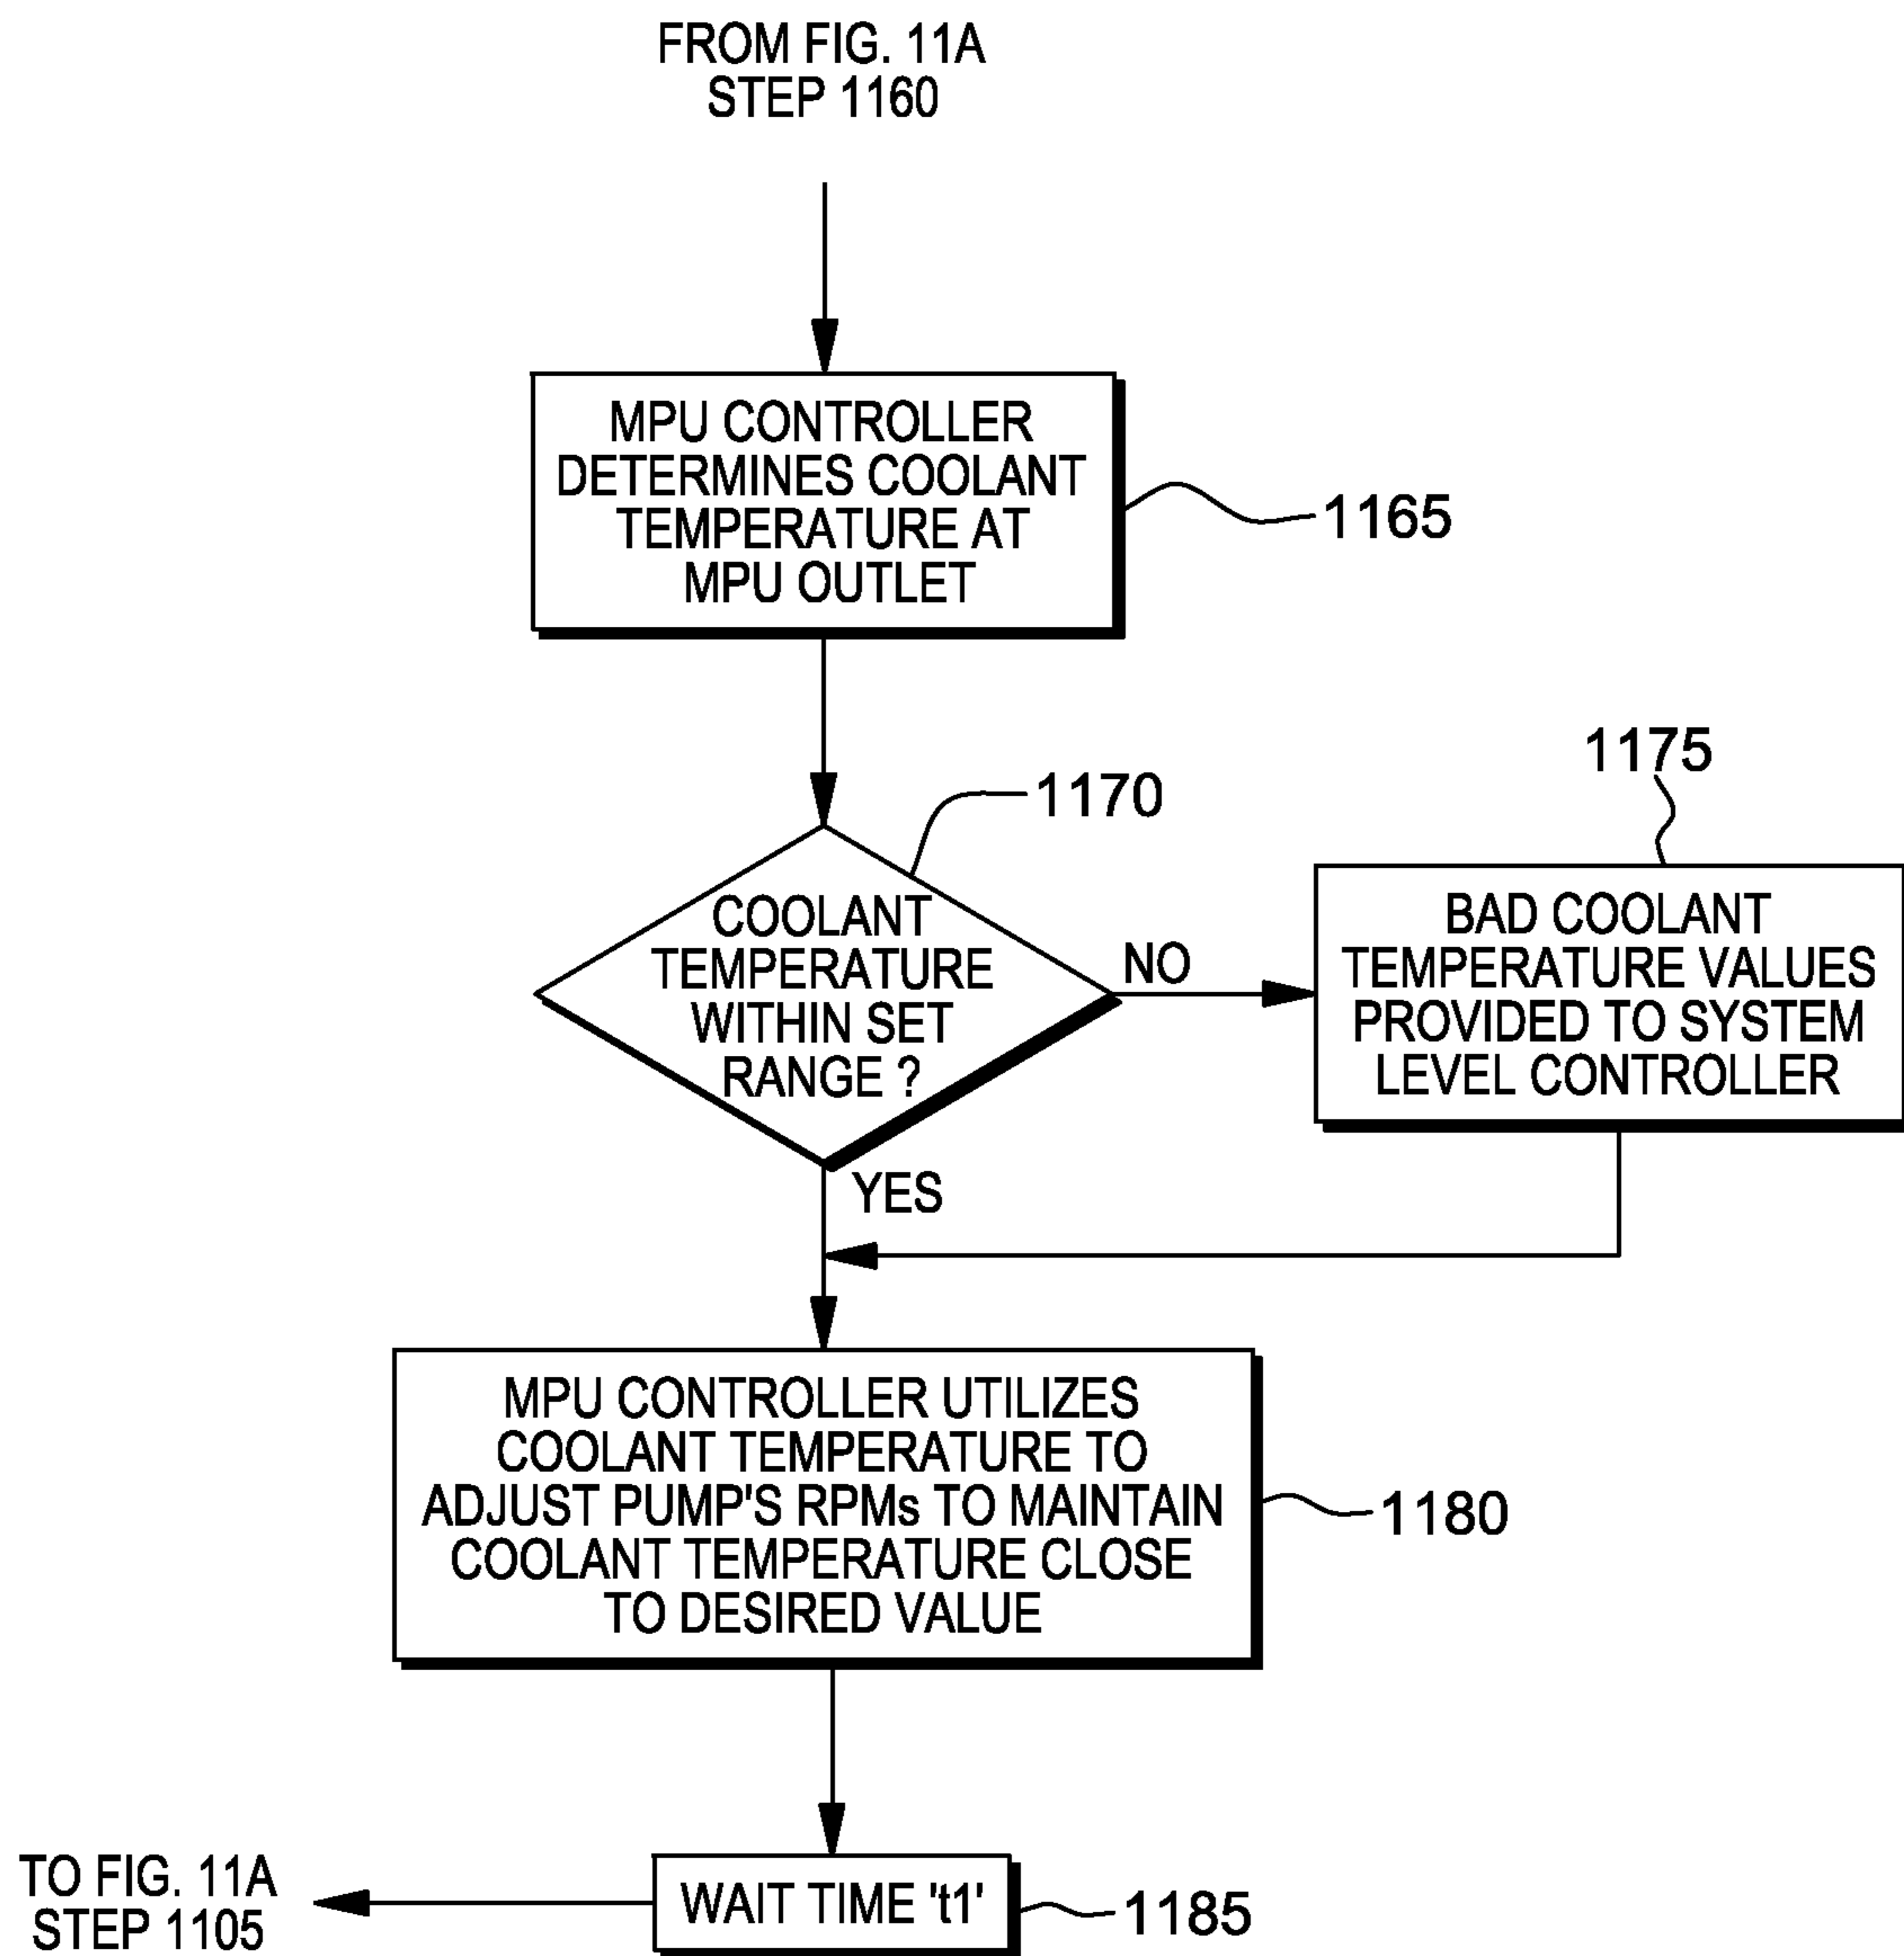 FROM FIG. 11A
STEP 1160
MPU CONTROLLER
DETERMINES COOLANT
TEMPERATURE AT
MPU OUTLET
1165
1170
COOLANT
TEMPERATURE
WITHIN SET
RANGE ?
NO
1175
BAD COOLANT
TEMPERATURE VALUES
PROVIDED TO SYSTEM
LEVEL CONTROLLER
YES
MPU CONTROLLER UTILIZES
COOLANT TEMPERATURE TO
ADJUST PUMP'S RPMs TO MAINTAIN
COOLANT TEMPERATURE CLOSE
TO DESIRED VALUE
1180
WAIT TIME 't1'
1185
TO FIG. 11A
STEP 1105